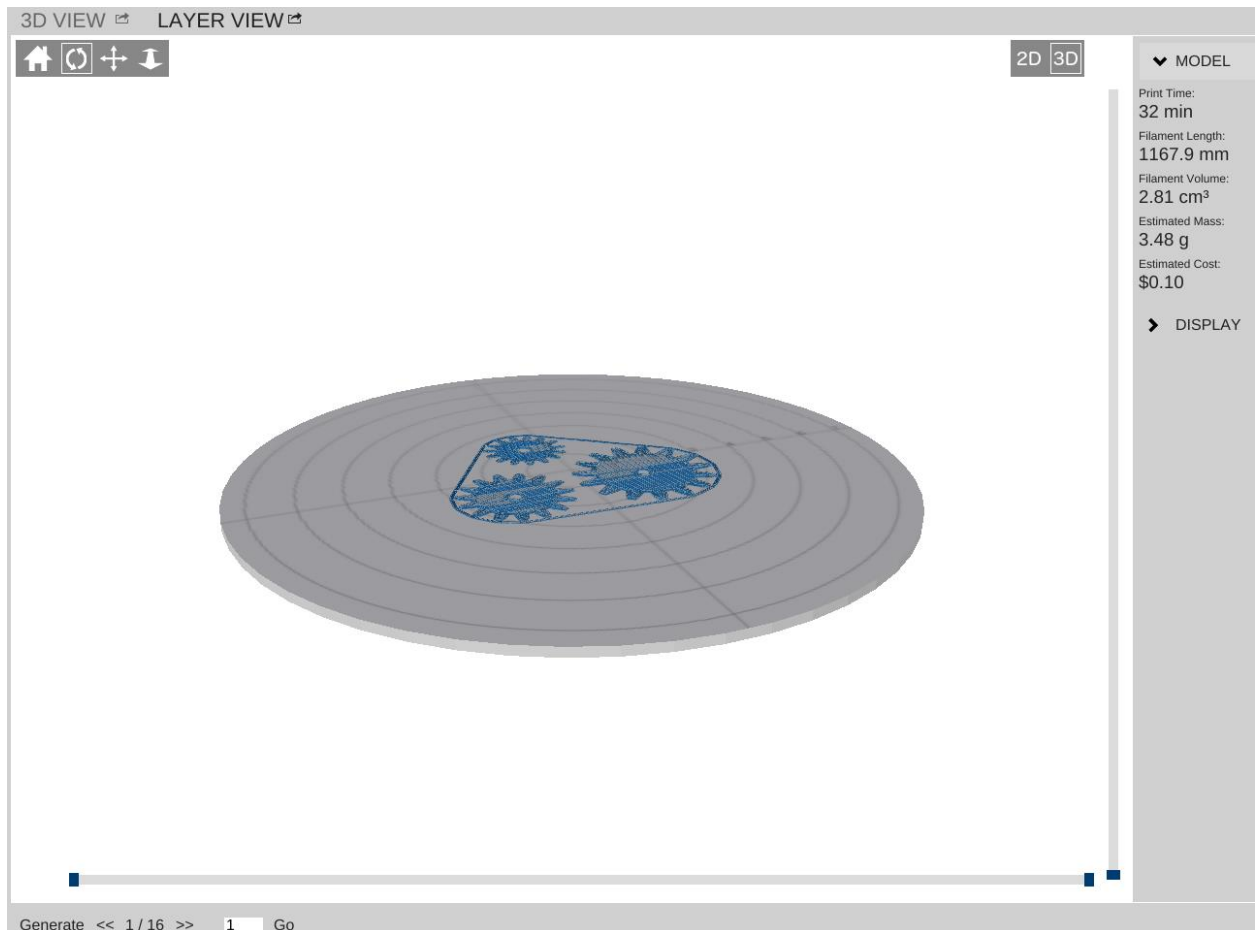 3D VIEW LAYER VIEW
2D 3D
MODEL
Print Time:
32 min
Filament Length:
1167.9 mm
Filament Volume:
2.81 cm³
Estimated Mass:
3.48 g
Estimated Cost:
$0.10
DISPLAY
Generate << 1 / 16 >> 1 Go